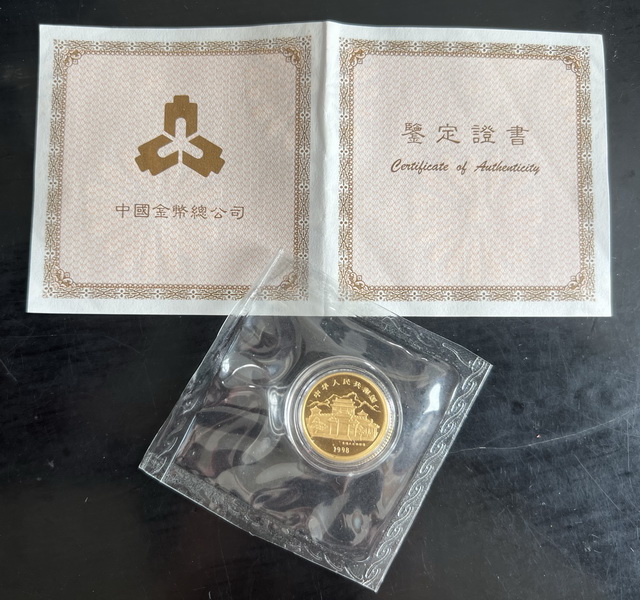 中國金幣總公司
鑒定證書
Certificate of Authenticity
中华人民共和国
1998